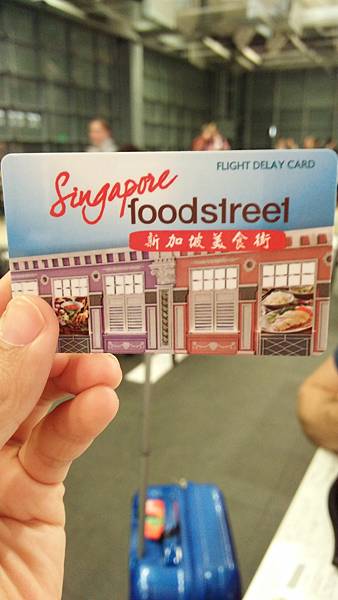 FLIGHT DELAY CARD
Singapore
foodstreet
新加坡美食街